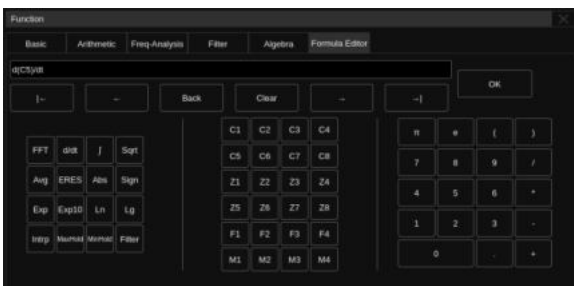 Function
Basic Arithmetic Freq-Analysis Filter Algebra Formula Editor
d(C5)/dt
OK
|← ← Back Clear → →|
FFT d/dt ∫ Sqrt
Avg ERES Abs Sign
Exp Exp10 Ln Lg
Intrp Maxhold Minhold Filter
C1 C2 C3 C4
C5 C6 C7 C8
Z1 Z2 Z3 Z4
Z5 Z6 Z7 Z8
F1 F2 F3 F4
M1 M2 M3 M4
π e ( )
7 8 9 /
4 5 6 *
1 2 3 -
0 . +